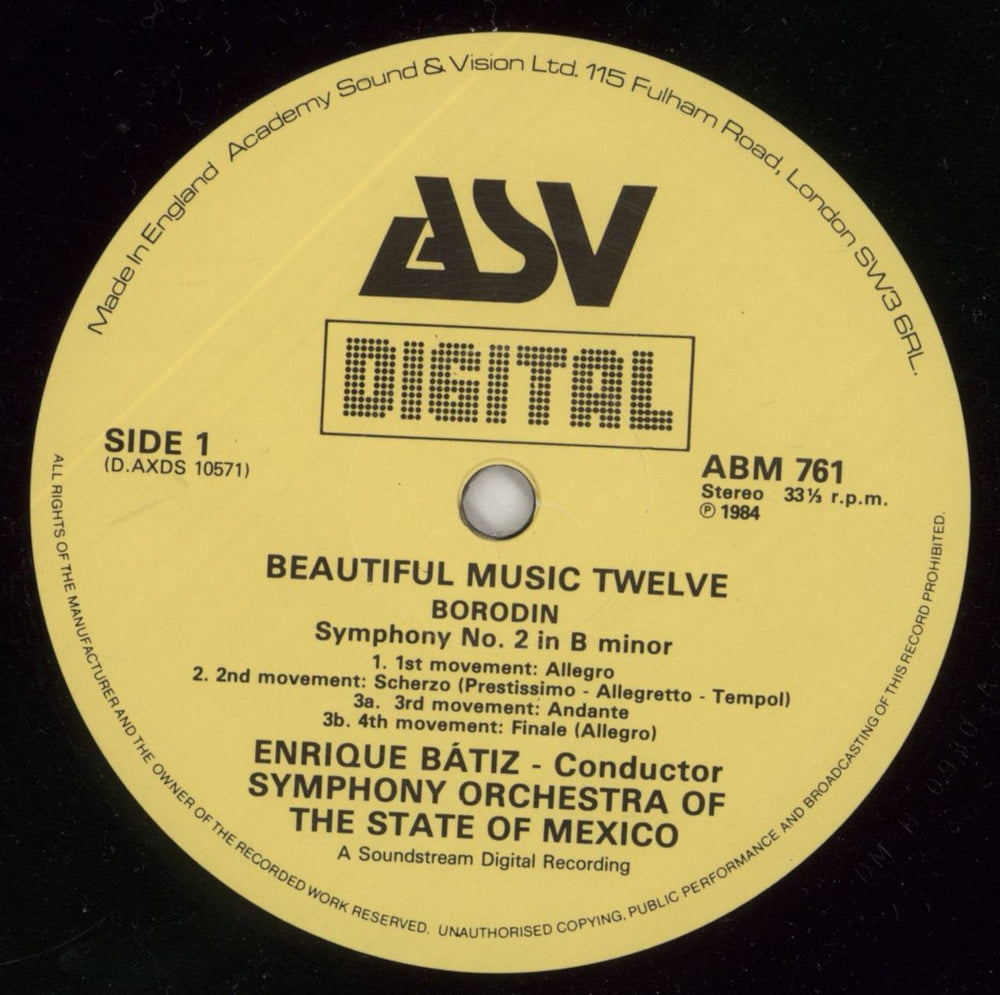 Made In England Academy Sound & Vision Ltd. 115 Fulham Road, London SW3 6RL.
ASV
DIGITAL
SIDE 1
(D.AXDS 10571)
ABM 761
Stereo 33⅓ r.p.m.
℗ 1984
BEAUTIFUL MUSIC TWELVE
BORODIN
Symphony No. 2 in B minor
1. 1st movement: Allegro
2. 2nd movement: Scherzo (Prestissimo - Allegretto - Tempol)
3a. 3rd movement: Andante
3b. 4th movement: Finale (Allegro)
ENRIQUE BÁTIZ - Conductor
SYMPHONY ORCHESTRA OF
THE STATE OF MEXICO
A Soundstream Digital Recording
ALL RIGHTS OF THE MANUFACTURER AND THE OWNER OF THE RECORDED WORK RESERVED. UNAUTHORISED COPYING, PUBLIC PERFORMANCE AND BROADCASTING OF THIS RECORD PROHIBITED.